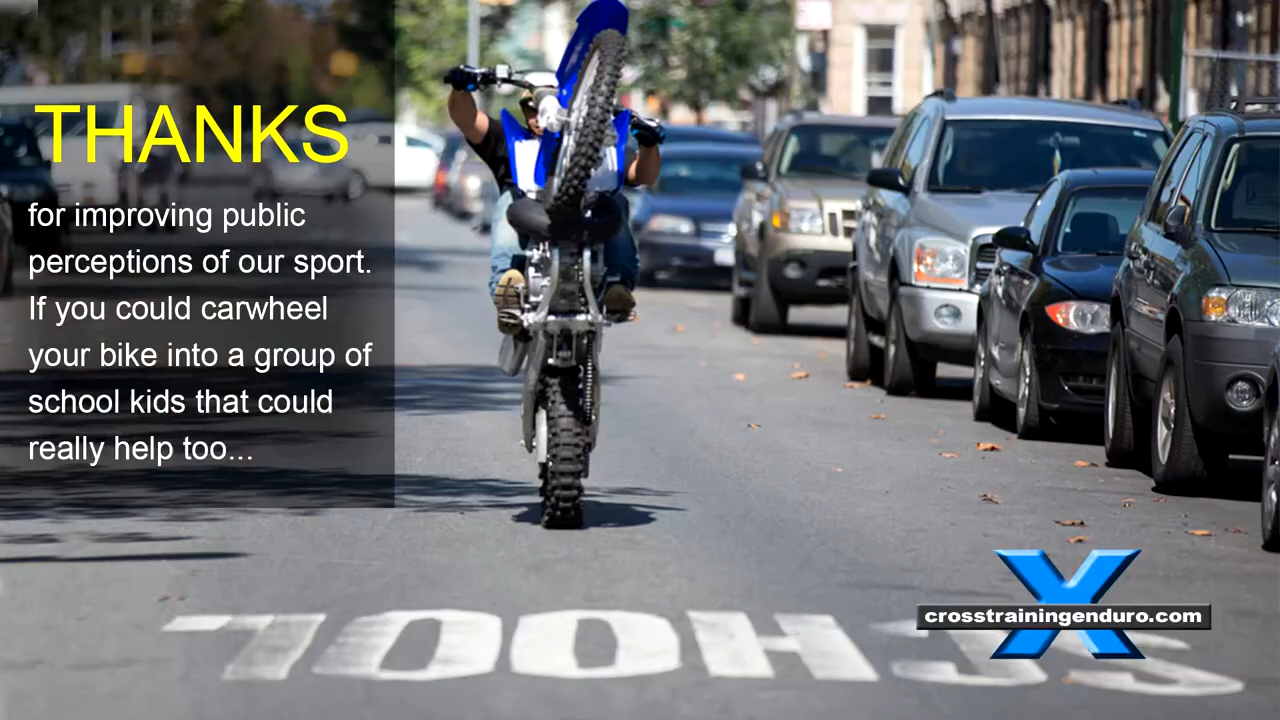 THANKS
for improving public
perceptions of our sport.
If you could carwheel
your bike into a group of
school kids that could
really help too...
crosstrainingenduro.com
SCHOOL